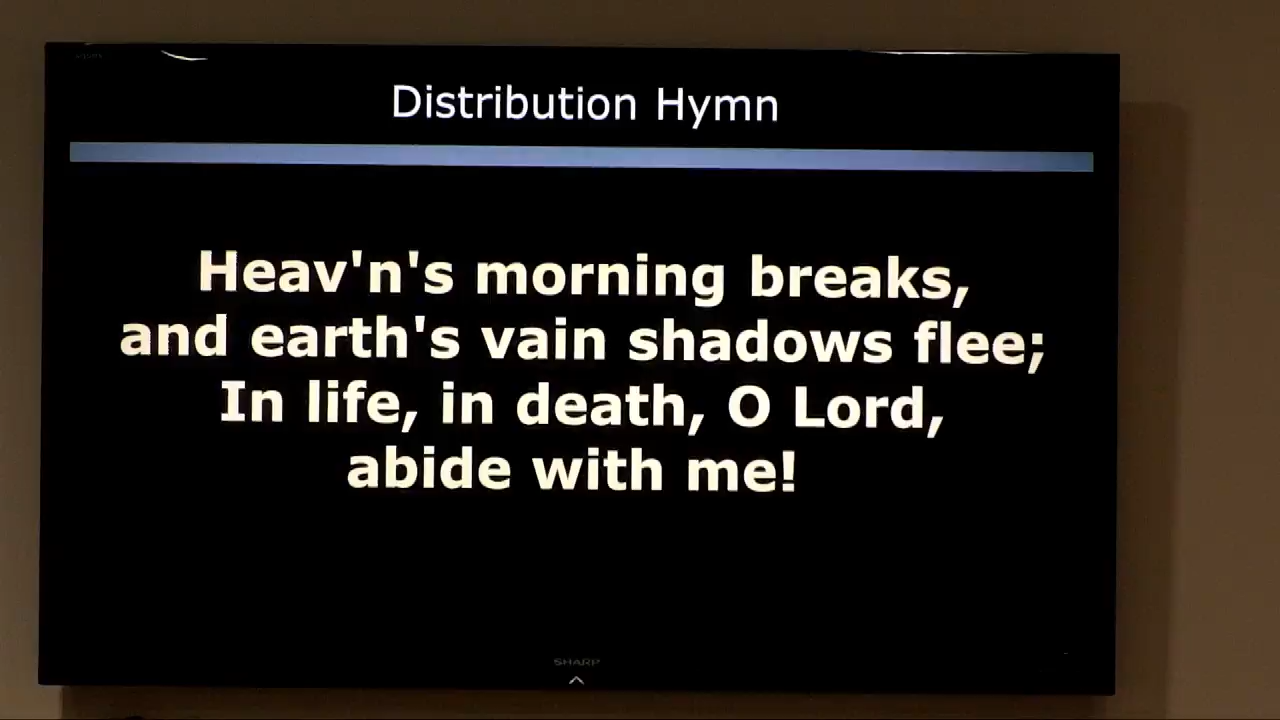 Distribution Hymn
Heav'n's morning breaks,
and earth's vain shadows flee;
In life, in death, O Lord,
abide with me!
SHARP